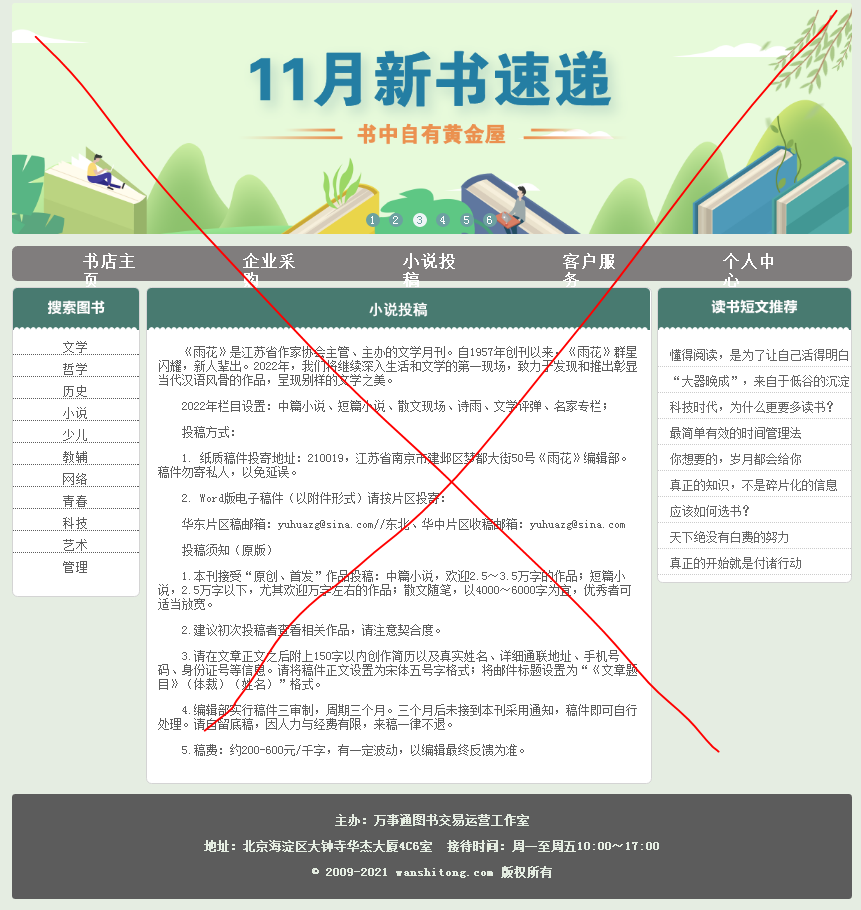 11月新书速递
书中自有黄金屋
1 2 3 4 5 6
书店主页 企业采购 小说投稿 客户服务 个人中心
搜索图书
文学
哲学
历史
小说
少儿
教辅
网络
青春
科技
艺术
管理
小说投稿
《雨花》是江苏省作家协会主管、主办的文学月刊。自1957年创刊以来,《雨花》群星
闪耀,新人辈出。2022年,我们将继续深入生活和文学的第一现场,致力于发现和推出彰显
当代汉语风骨的作品,呈现别样的文学之美。
2022年栏目设置:中篇小说、短篇小说、散文现场、诗雨、文学评弹、名家专栏;
投稿方式:
1. 纸质稿件投寄地址:210019,江苏省南京市建邺区梦都大街50号《雨花》编辑部。
稿件勿寄私人,以免延误。
2. Word版电子稿件(以附件形式)请按片区投寄:
华东片区稿邮箱:yuhuazg@sina.com//东北、华中片区收稿邮箱:yuhuazg@sina.com
投稿须知(原版)
1.本刊接受“原创、首发”作品投稿:中篇小说,欢迎2.5~3.5万字的作品;短篇小
说,2.5万字以下,尤其欢迎万字左右的作品;散文随笔,以4000~6000字为宜,优秀者可
适当放宽。
2.建议初次投稿者查看相关作品,请注意契合度。
3.请在文章正文之后附上150字以内创作简历以及真实姓名、详细通联地址、手机号
码、身份证号等信息。请将稿件正文设置为宋体五号字格式;将邮件标题设置为“《文章题
目》(体裁)(姓名)”格式。
4.编辑部实行稿件三审制,周期三个月。三个月后未接到本刊采用通知,稿件即可自行
处理。请自留底稿,因人力与经费有限,来稿一律不退。
5.稿费:约200-600元/千字,有一定波动,以编辑最终反馈为准。
读书短文推荐
懂得阅读,是为了让自己活得明白
“大器晚成”,来自于低谷的沉淀
科技时代,为什么更要多读书?
最简单有效的时间管理法
你想要的,岁月都会给你
真正的知识,不是碎片化的信息
应该如何选书?
天下绝没有白费的努力
真正的开始就是付诸行动
主办:万事通图书交易运营工作室
地址:北京海淀区大钟寺华杰大厦4C6室 接待时间:周一至周五10:00~17:00
© 2009-2021 wanshitong.com 版权所有